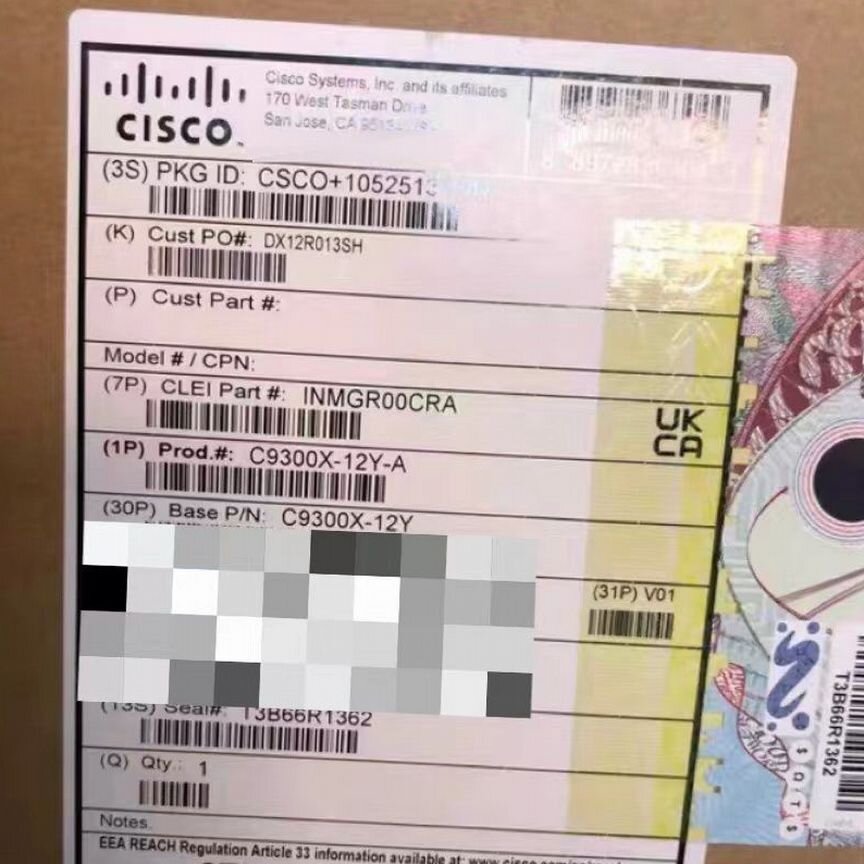 CISCO
Cisco Systems, Inc. and its affiliates
170 West Tasman Drive
San Jose, CA
(3S) PKG ID: CSCO+1052513
(K) Cust PO#: DX12R013SH
(P) Cust Part #:
Model # / CPN:
(7P) CLEI Part #: INMGR00CRA
UK
CA
(1P) Prod.#: C9300X-12Y-A
(30P) Base P/N: C9300X-12Y
(31P) V01
(13S) Seal#: T3B66R1362
(Q) Qty.: 1
Notes
EEA REACH Regulation Article 33 information available at:
T3B66R1362